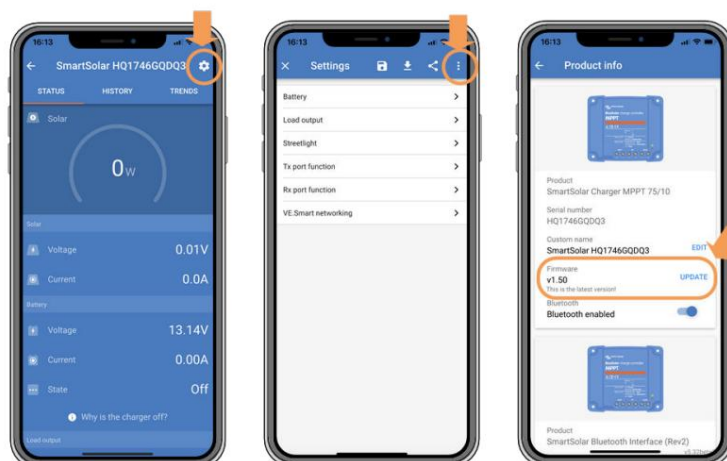 16:13
SmartSolar HQ1746GQDQ3
STATUS HISTORY TRENDS
Solar
0W
Solar
Voltage 0.01V
Current 0.0A
Battery
Voltage 13.14V
Current 0.00A
State Off
Why is the charger off?
Load output
16:13
Settings
Battery
Load output
Streetlight
Tx port function
Rx port function
VE.Smart networking
16:13
Product info
MPPT
Product
SmartSolar Charger MPPT 75/10
Serial number
HQ1746GQDQ3
Custom name
SmartSolar HQ1746GQDQ3 EDIT
Firmware
v1.50 UPDATE
This is the latest version!
Bluetooth
Bluetooth enabled
MPPT
Product
SmartSolar Bluetooth Interface (Rev2)